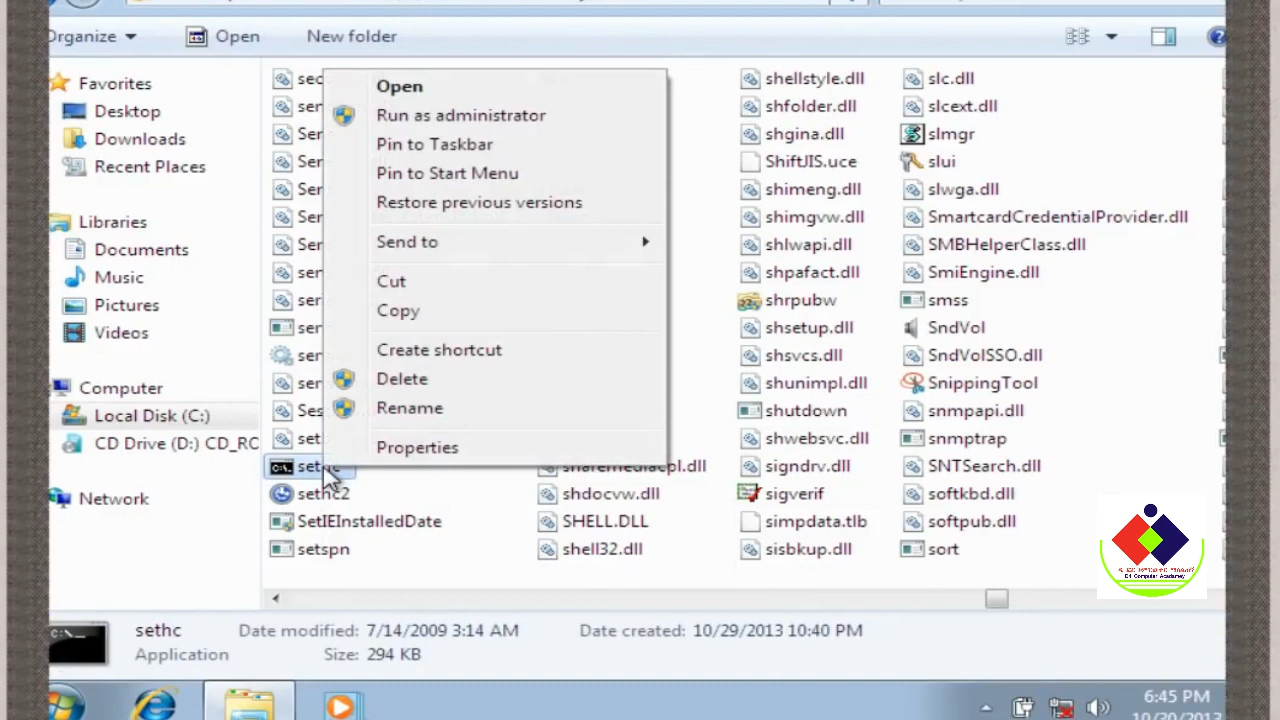 Organize
Open
New folder
Favorites
Desktop
Downloads
Recent Places
Libraries
Documents
Music
Pictures
Videos
Computer
Local Disk (C:)
CD Drive (D:) CD_RC
Network
Open
Run as administrator
Pin to Taskbar
Pin to Start Menu
Restore previous versions
Send to
Cut
Copy
Create shortcut
Delete
Rename
Properties
sethc
sethc2
SetIEInstalledDate
setspn
sharemediacpl.dll
shdocvw.dll
SHELL.DLL
shell32.dll
shellstyle.dll
shfolder.dll
shgina.dll
ShiftJIS.uce
shimeng.dll
shimgvw.dll
shlwapi.dll
shpafact.dll
shrpubw
shsetup.dll
shsvcs.dll
shunimpl.dll
shutdown
shwebsvc.dll
signdrv.dll
sigverif
simpdata.tlb
sisbkup.dll
slc.dll
slcext.dll
slmgr
slui
slwga.dll
SmartcardCredentialProvider.dll
SMBHelperClass.dll
SmiEngine.dll
smss
SndVol
SndVolSSO.dll
SnippingTool
snmpapi.dll
snmptrap
SNTSearch.dll
softkbd.dll
softpub.dll
sort
sethc
Date modified: 7/14/2009 3:14 AM
Date created: 10/29/2013 10:40 PM
Application
Size: 294 KB
6:45 PM
10/30/2013